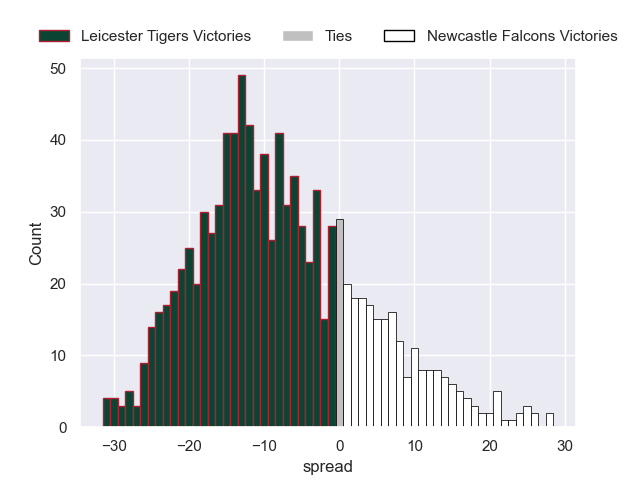 Leicester Tigers Victories Ties Newcastle Falcons Victories
50
40
30
20
10
0
Count
−30 −20 −10 0 10 20 30
spread